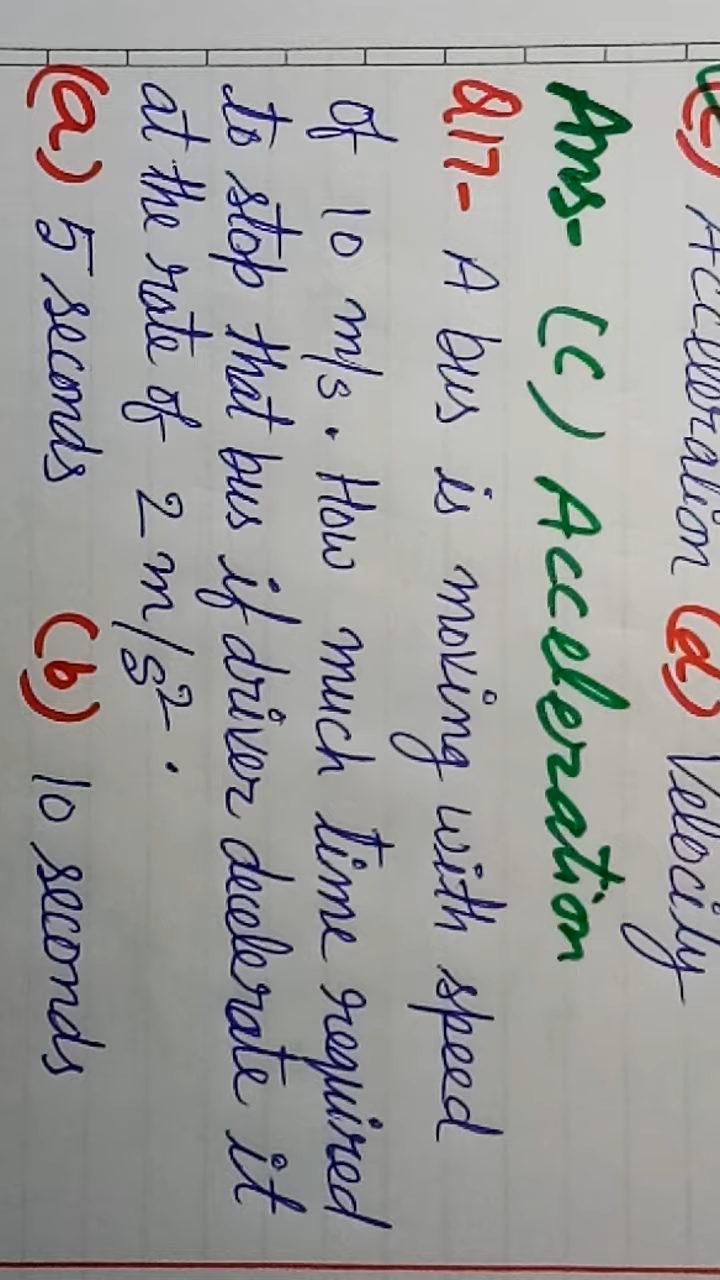 (c) Acceleration (d) Velocity
Ans- (c) Acceleration
Q17- A bus is moving with speed
of 10 m/s. How much time required
to stop that bus if driver decelerate it
at the rate of 2 m/s².
(a) 5 seconds (b) 10 seconds